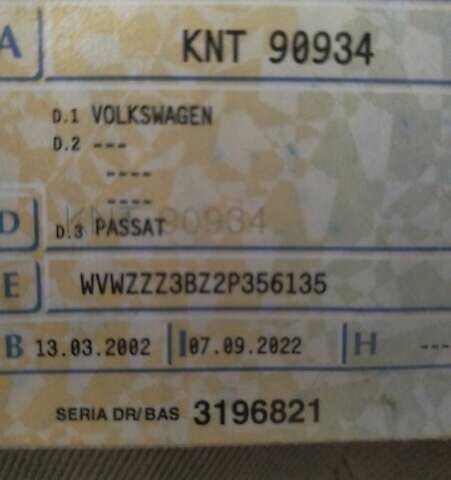 A KNT 90934
D.1 VOLKSWAGEN
D.2 ---
----
----
D D.3 PASSAT KNT 90934
E WVWZZZ3BZ2P356135
B 13.03.2002 I 07.09.2022 H ---
SERIA DR/BAS 3196821